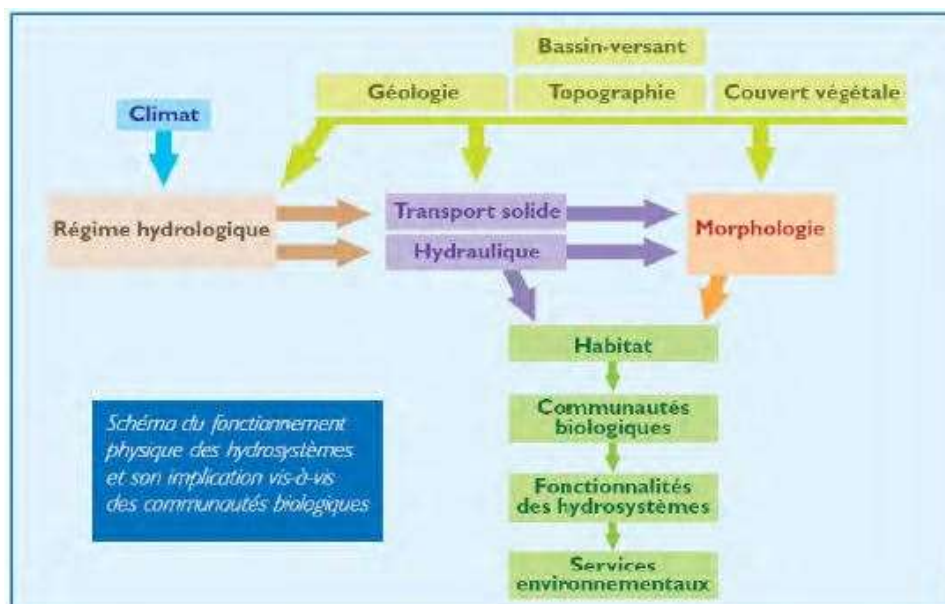 Bassin-versant
Géologie
Topographie
Couvert végétale
Climat
Régime hydrologique
Transport solide
Hydraulique
Morphologie
Habitat
Communautés
biologiques
Fonctionnalités
des hydrosystèmes
Services
environnementaux
Schéma du fonctionnement
physique des hydrosystèmes
et son implication vis-à-vis
des communautés biologiques